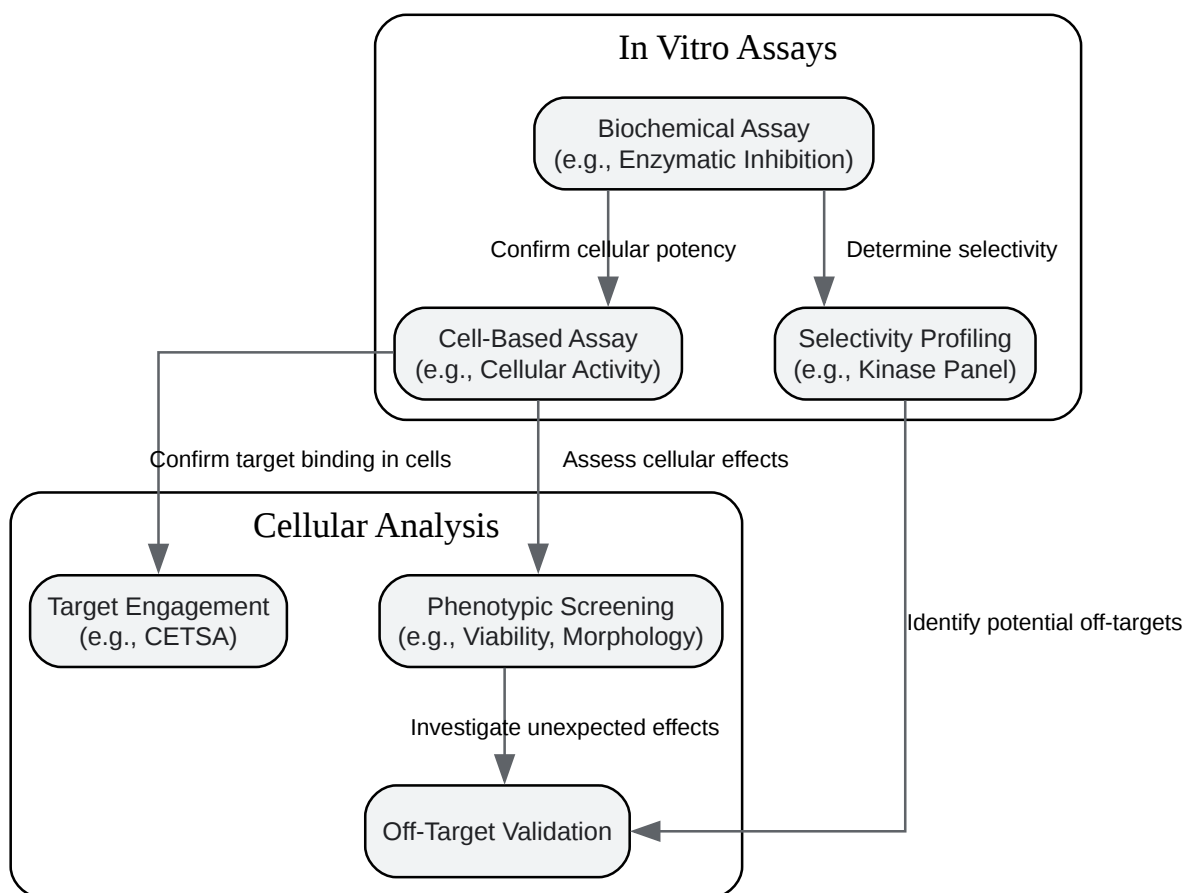 In Vitro Assays
Biochemical Assay
(e.g., Enzymatic Inhibition)
Confirm cellular potency
Determine selectivity
Cell-Based Assay
(e.g., Cellular Activity)
Selectivity Profiling
(e.g., Kinase Panel)
Confirm target binding in cells
Assess cellular effects
Cellular Analysis
Target Engagement
(e.g., CETSA)
Phenotypic Screening
(e.g., Viability, Morphology)
Identify potential off-targets
Investigate unexpected effects
Off-Target Validation